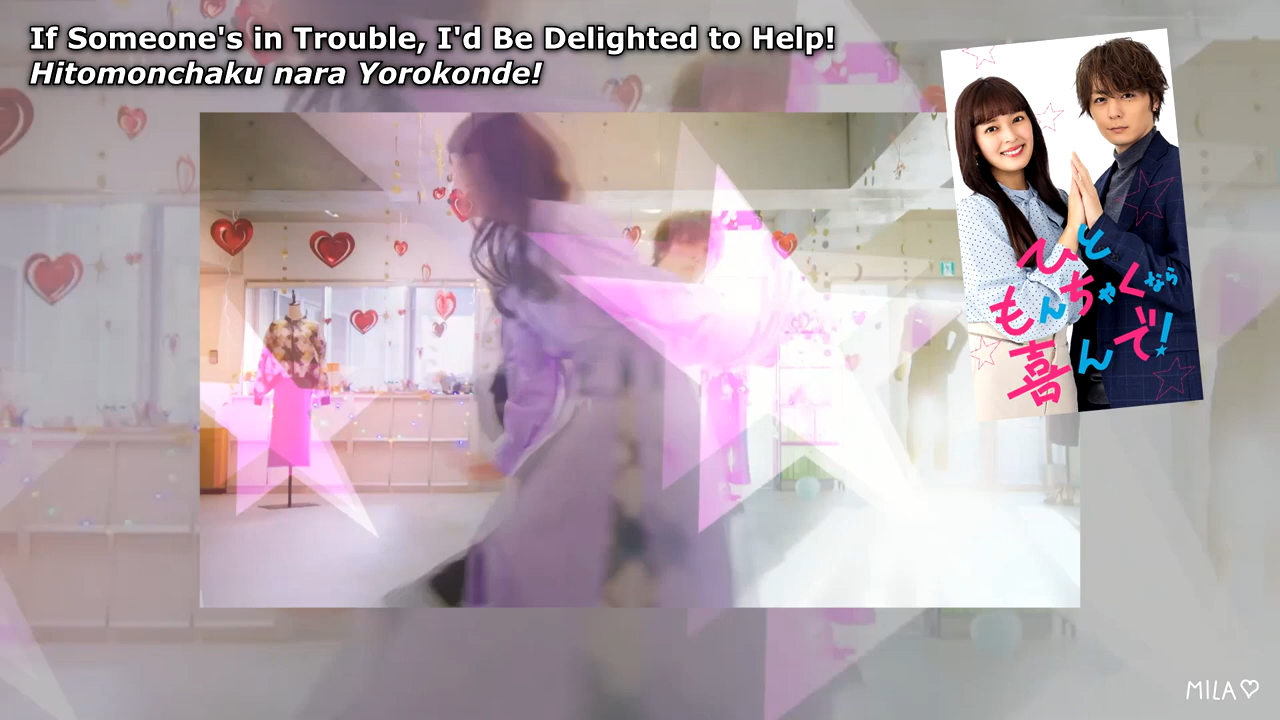 If Someone's in Trouble, I'd Be Delighted to Help!
Hitomonchaku nara Yorokonde!
ひと
もんちゃくなら
喜んで!
MILA♡